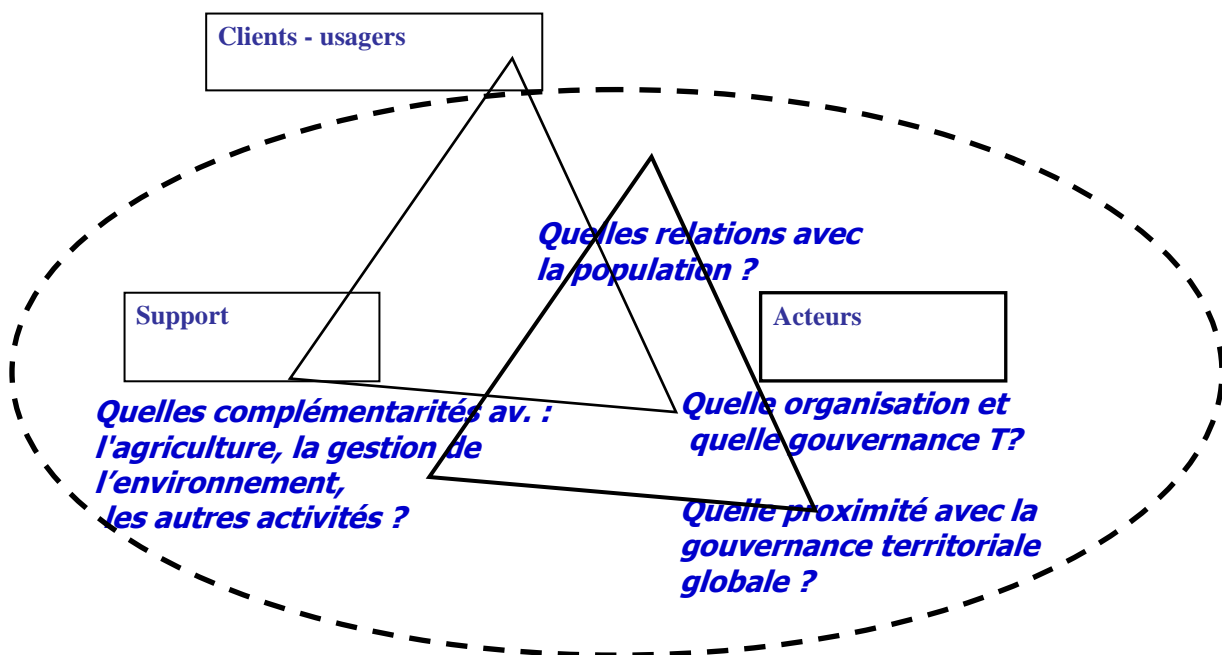 Clients - usagers
Quelles relations avec
la population ?
Support
Acteurs
Quelles complémentarités av. :
l'agriculture, la gestion de
l’environnement,
les autres activités ?
Quelle organisation et
quelle gouvernance T?
Quelle proximité avec la
gouvernance territoriale
globale ?